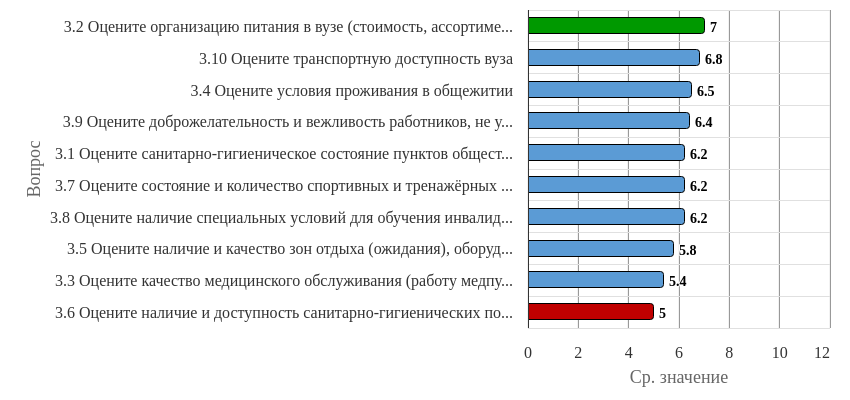 3.2 Оцените организацию питания в вузе (стоимость, ассортиме... 7
3.10 Оцените транспортную доступность вуза 6.8
3.4 Оцените условия проживания в общежитии 6.5
3.9 Оцените доброжелательность и вежливость работников, не у... 6.4
3.1 Оцените санитарно-гигиеническое состояние пунктов общест... 6.2
3.7 Оцените состояние и количество спортивных и тренажёрных ... 6.2
3.8 Оцените наличие специальных условий для обучения инвалид... 6.2
3.5 Оцените наличие и качество зон отдыха (ожидания), оборуд... 5.8
3.3 Оцените качество медицинского обслуживания (работу медпу... 5.4
3.6 Оцените наличие и доступность санитарно-гигиенических по... 5
Вопрос
0 2 4 6 8 10 12
Ср. значение